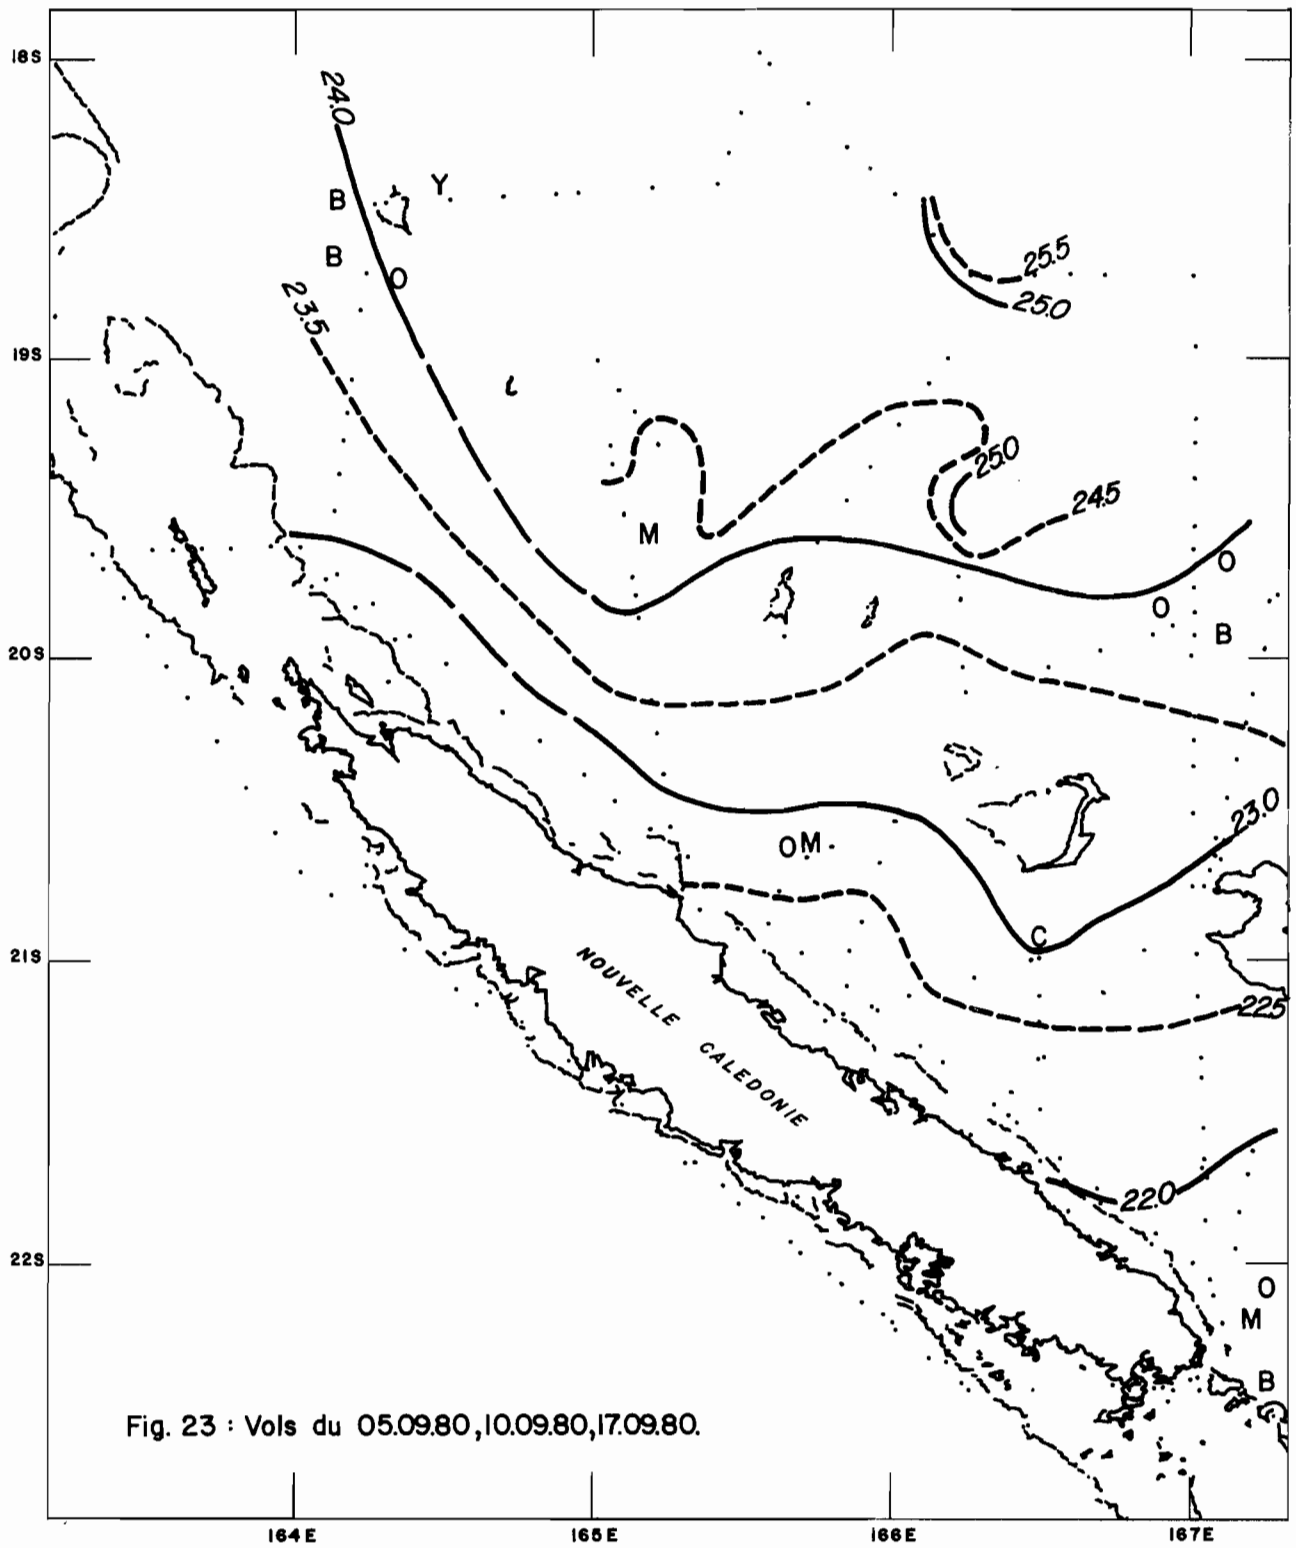 18S
24.0
B
Y
B
O
25.5
25.0
23.5
19S
25.0
24.5
M
O
O
B
20S
23.0
OM
C
21S
NOUVELLE
CALEDONIE
225
22.0
22S
O
M
B
Fig. 23 : Vols du 05.09.80,10.09.80,17.09.80.
164E 165E 166E 167E